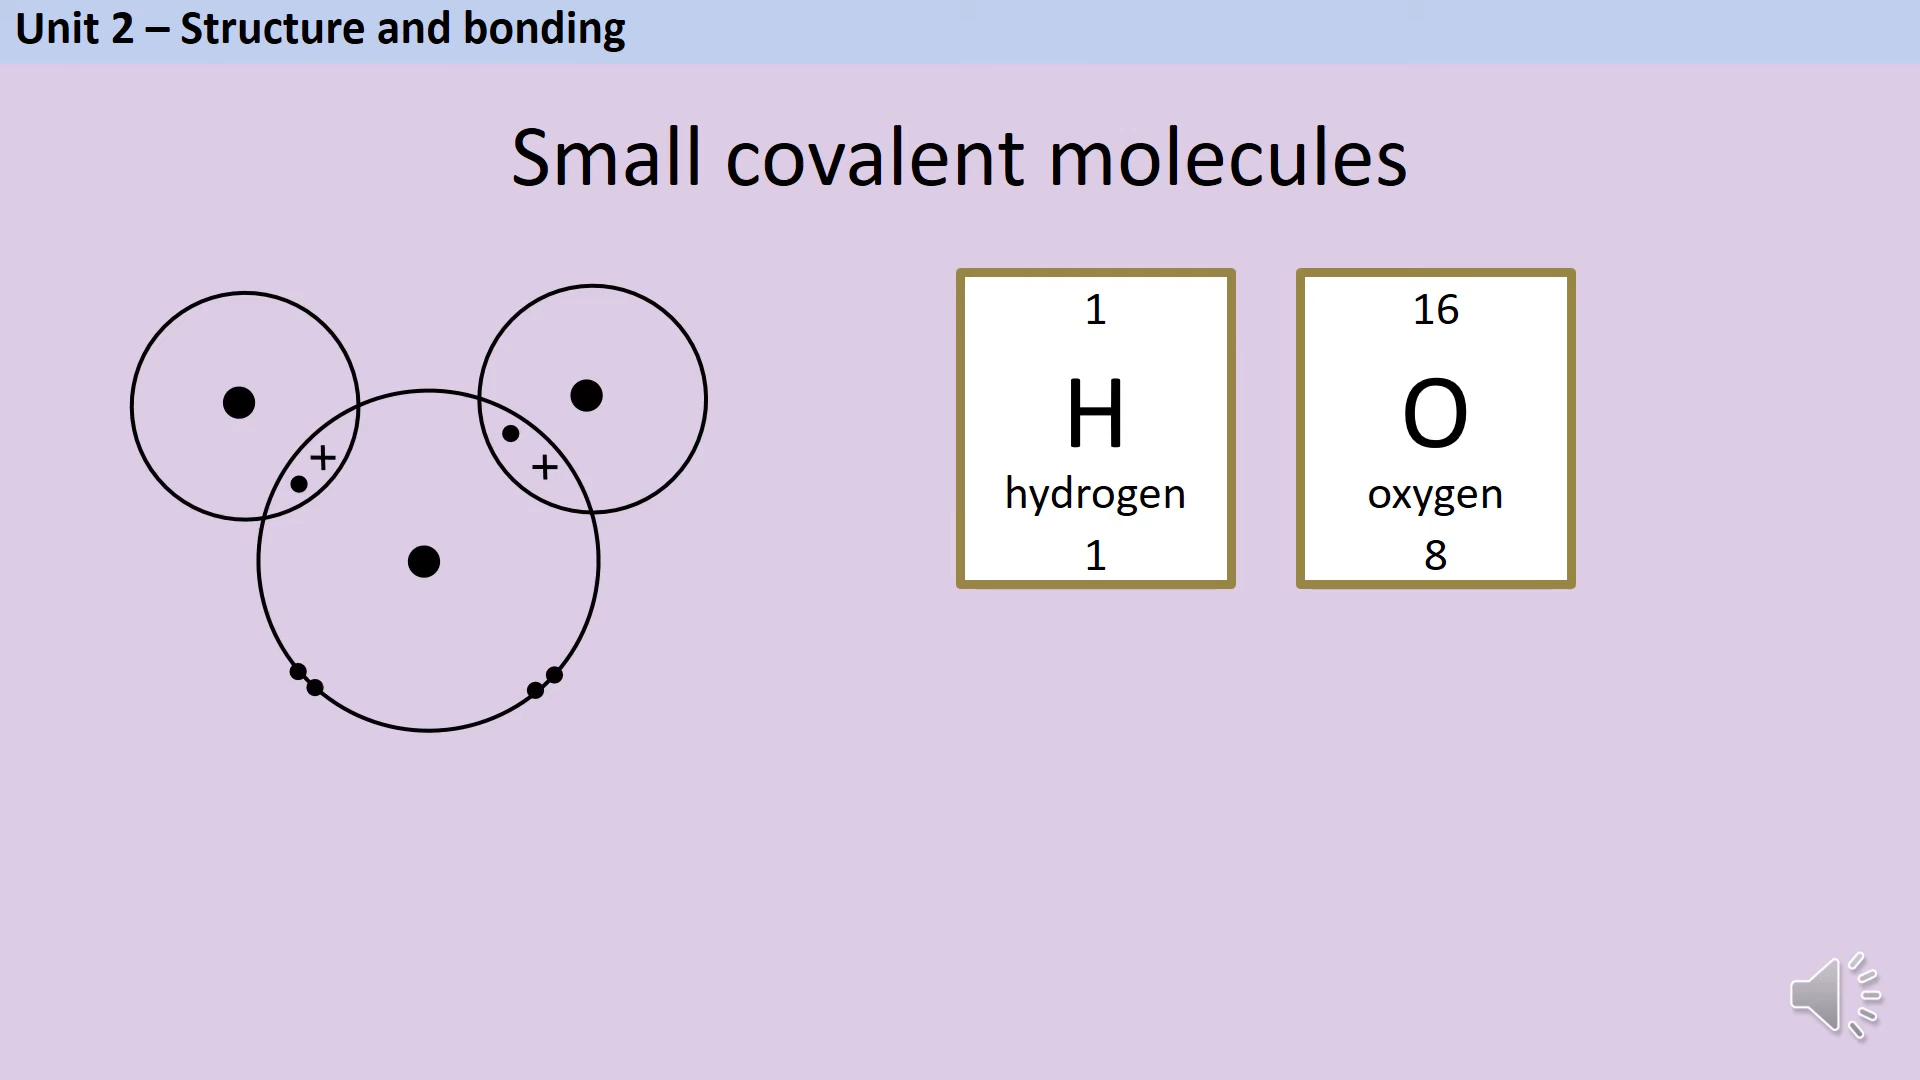 Unit 2 – Structure and bonding
Small covalent molecules
1
H
hydrogen
1
16
O
oxygen
8